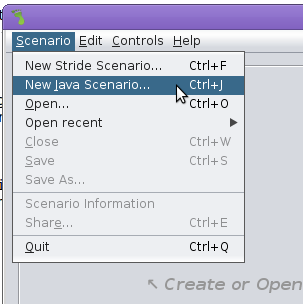 Scenario Edit Controls Help
New Stride Scenario... Ctrl+F
New Java Scenario... Ctrl+J
Open... Ctrl+O
Open recent
Close Ctrl+W
Save Ctrl+S
Save As...
Scenario Information
Share... Ctrl+E
Quit Ctrl+Q
Create or Open